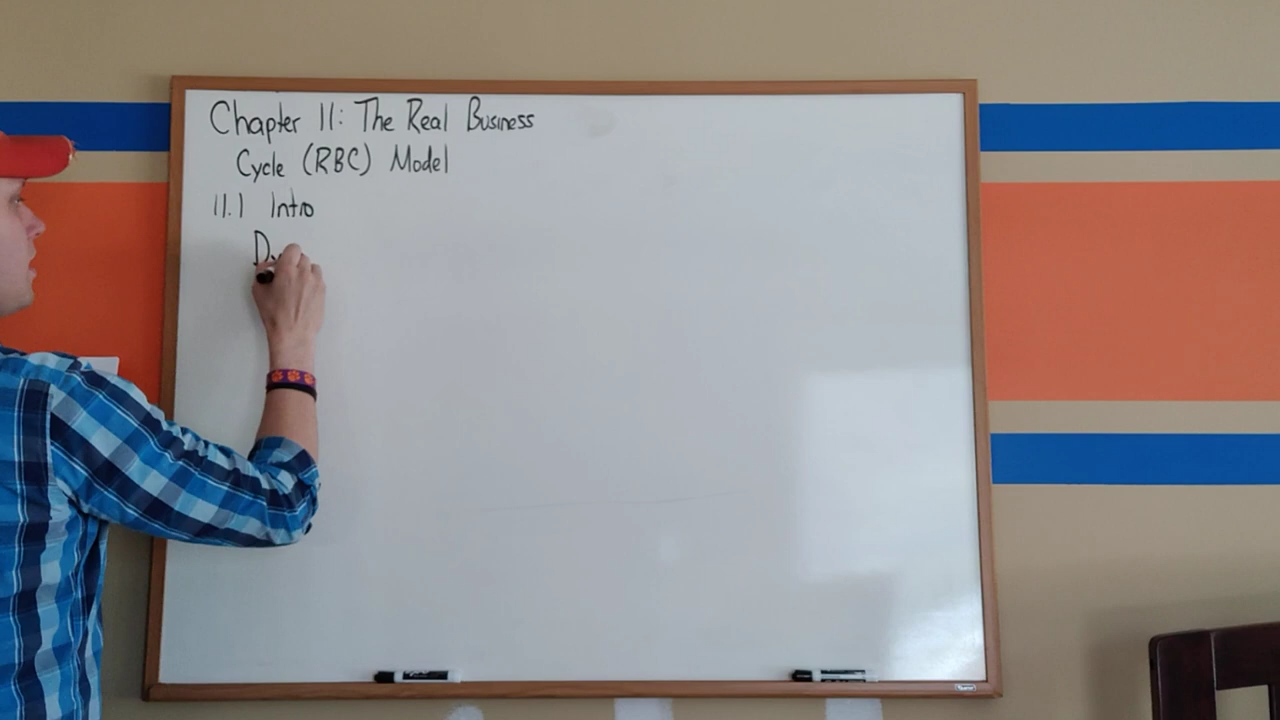 Chapter 11: The Real Business
Cycle (RBC) Model
11.1 Intro